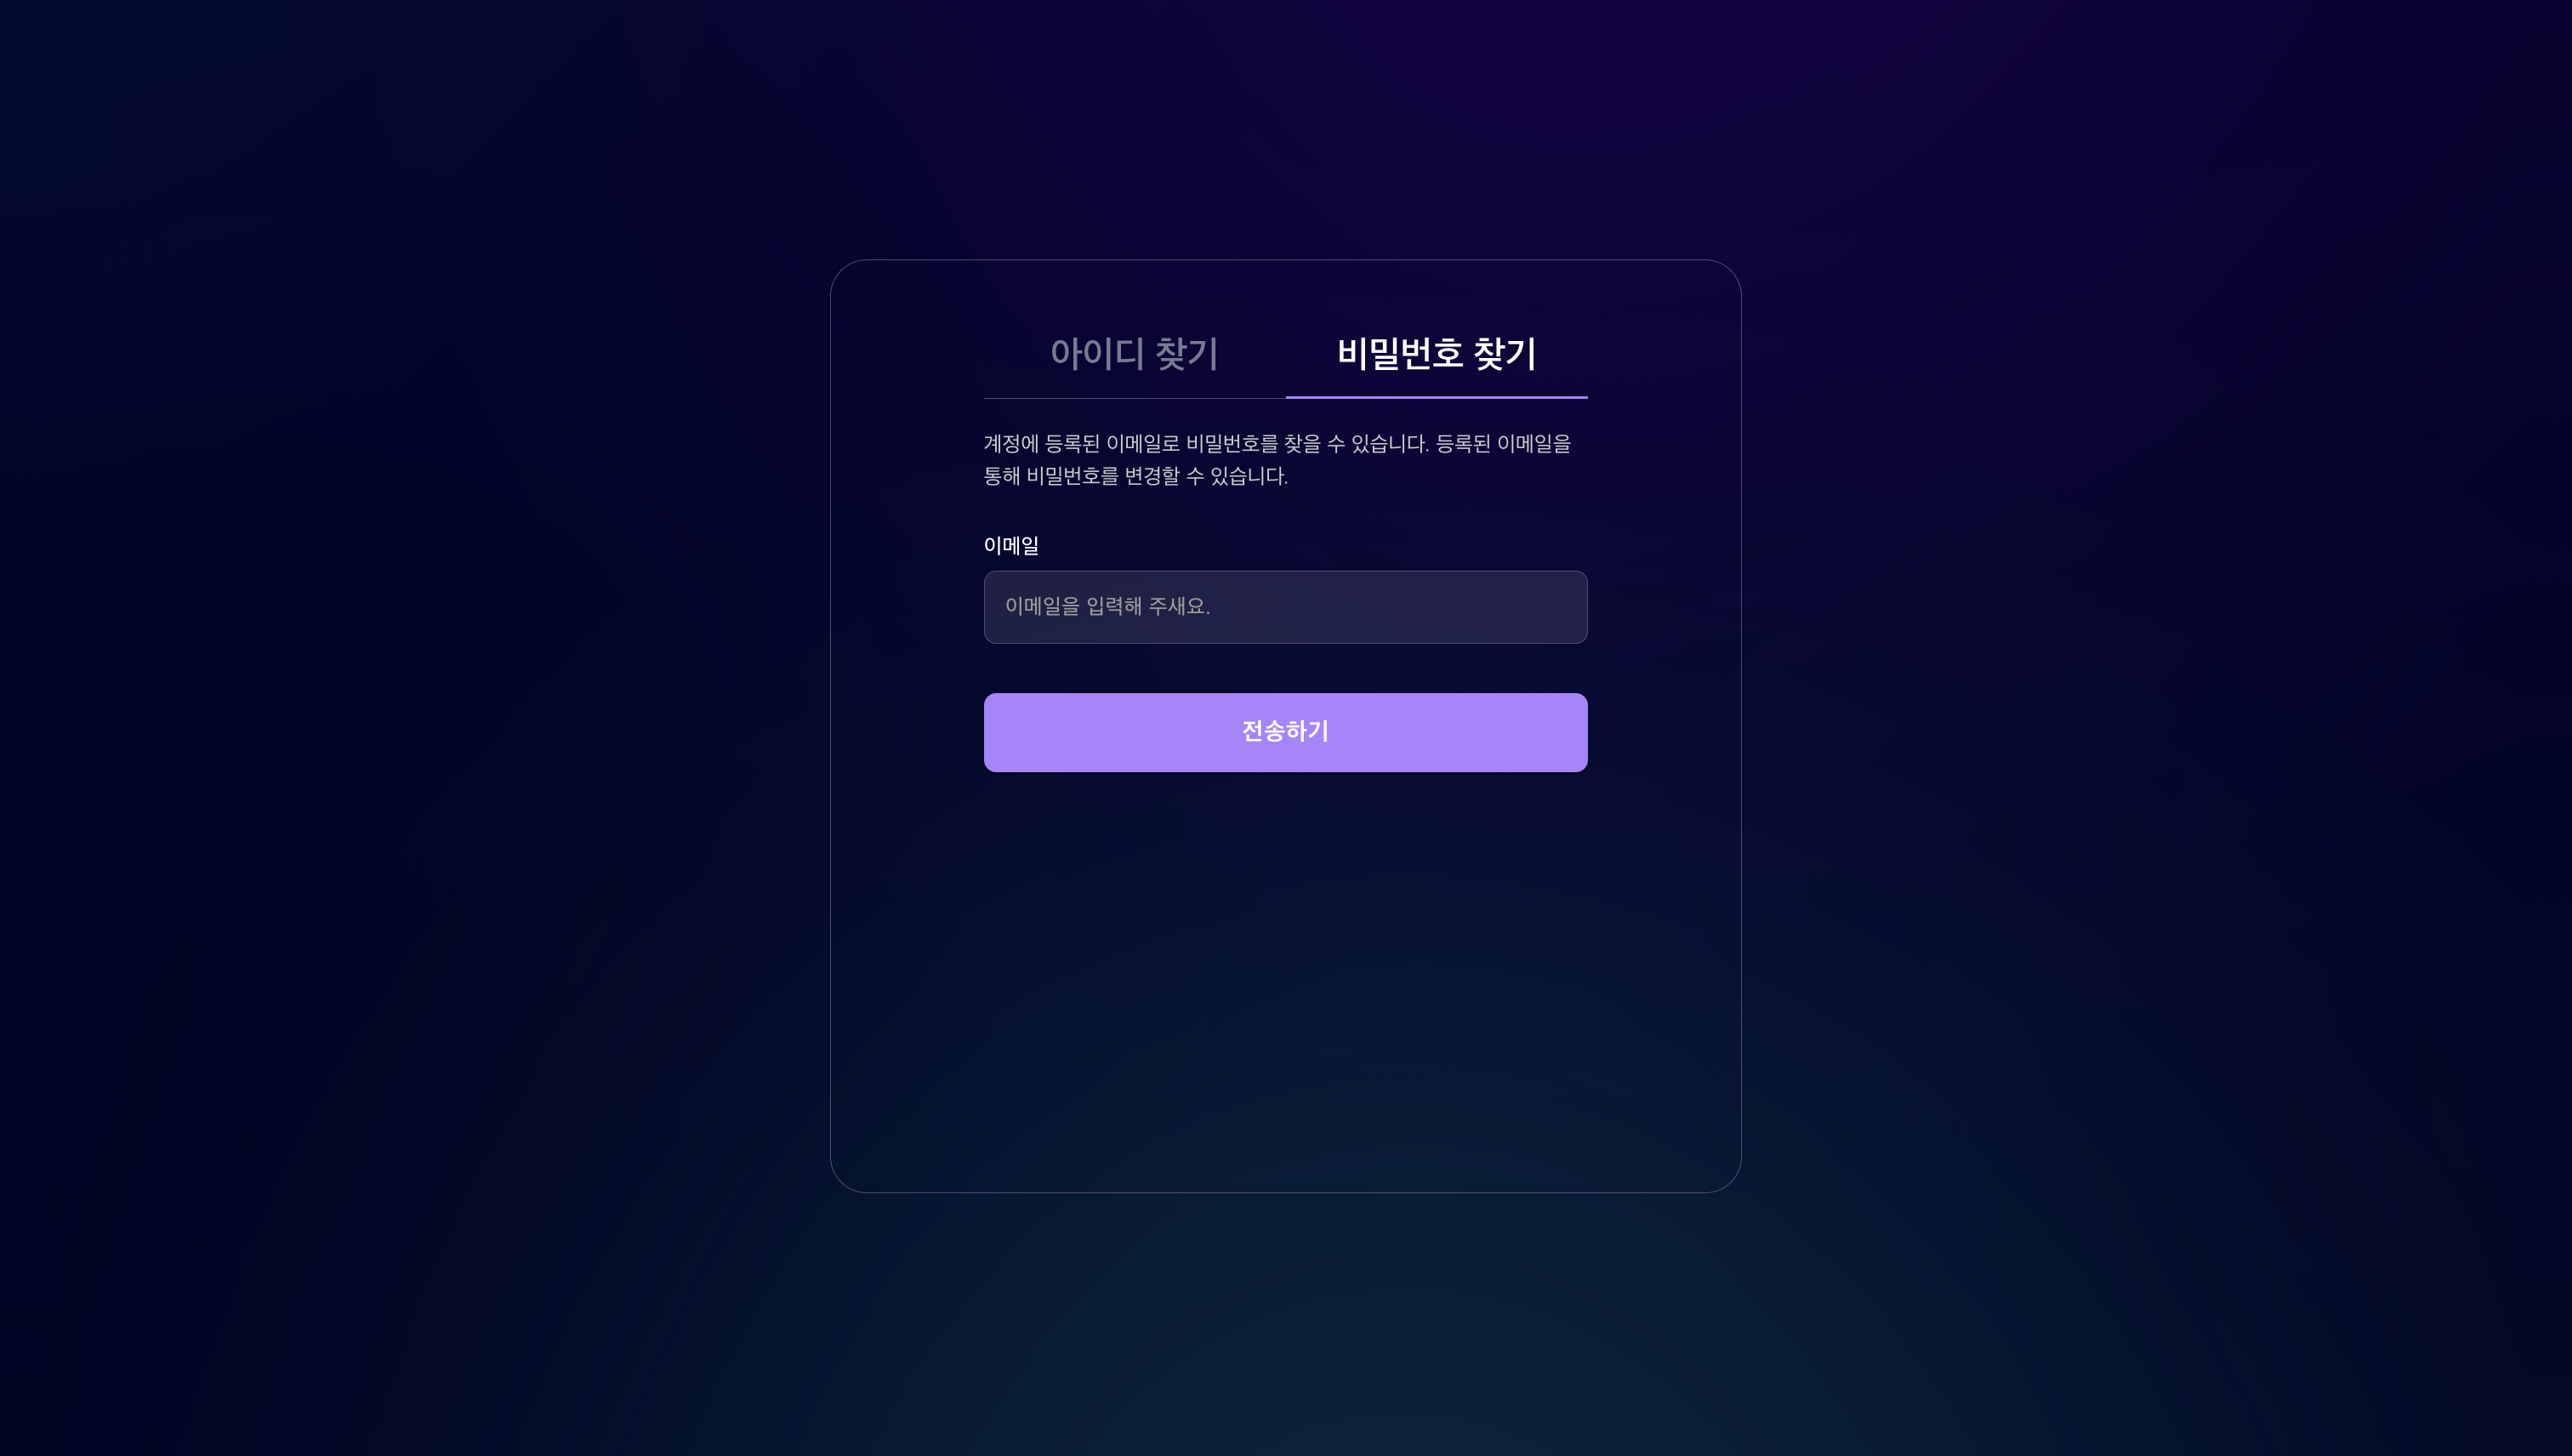 아이디 찾기 비밀번호 찾기
계정에 등록된 이메일로 비밀번호를 찾을 수 있습니다. 등록된 이메일을
통해 비밀번호를 변경할 수 있습니다.
이메일
이메일을 입력해 주새요.
전송하기